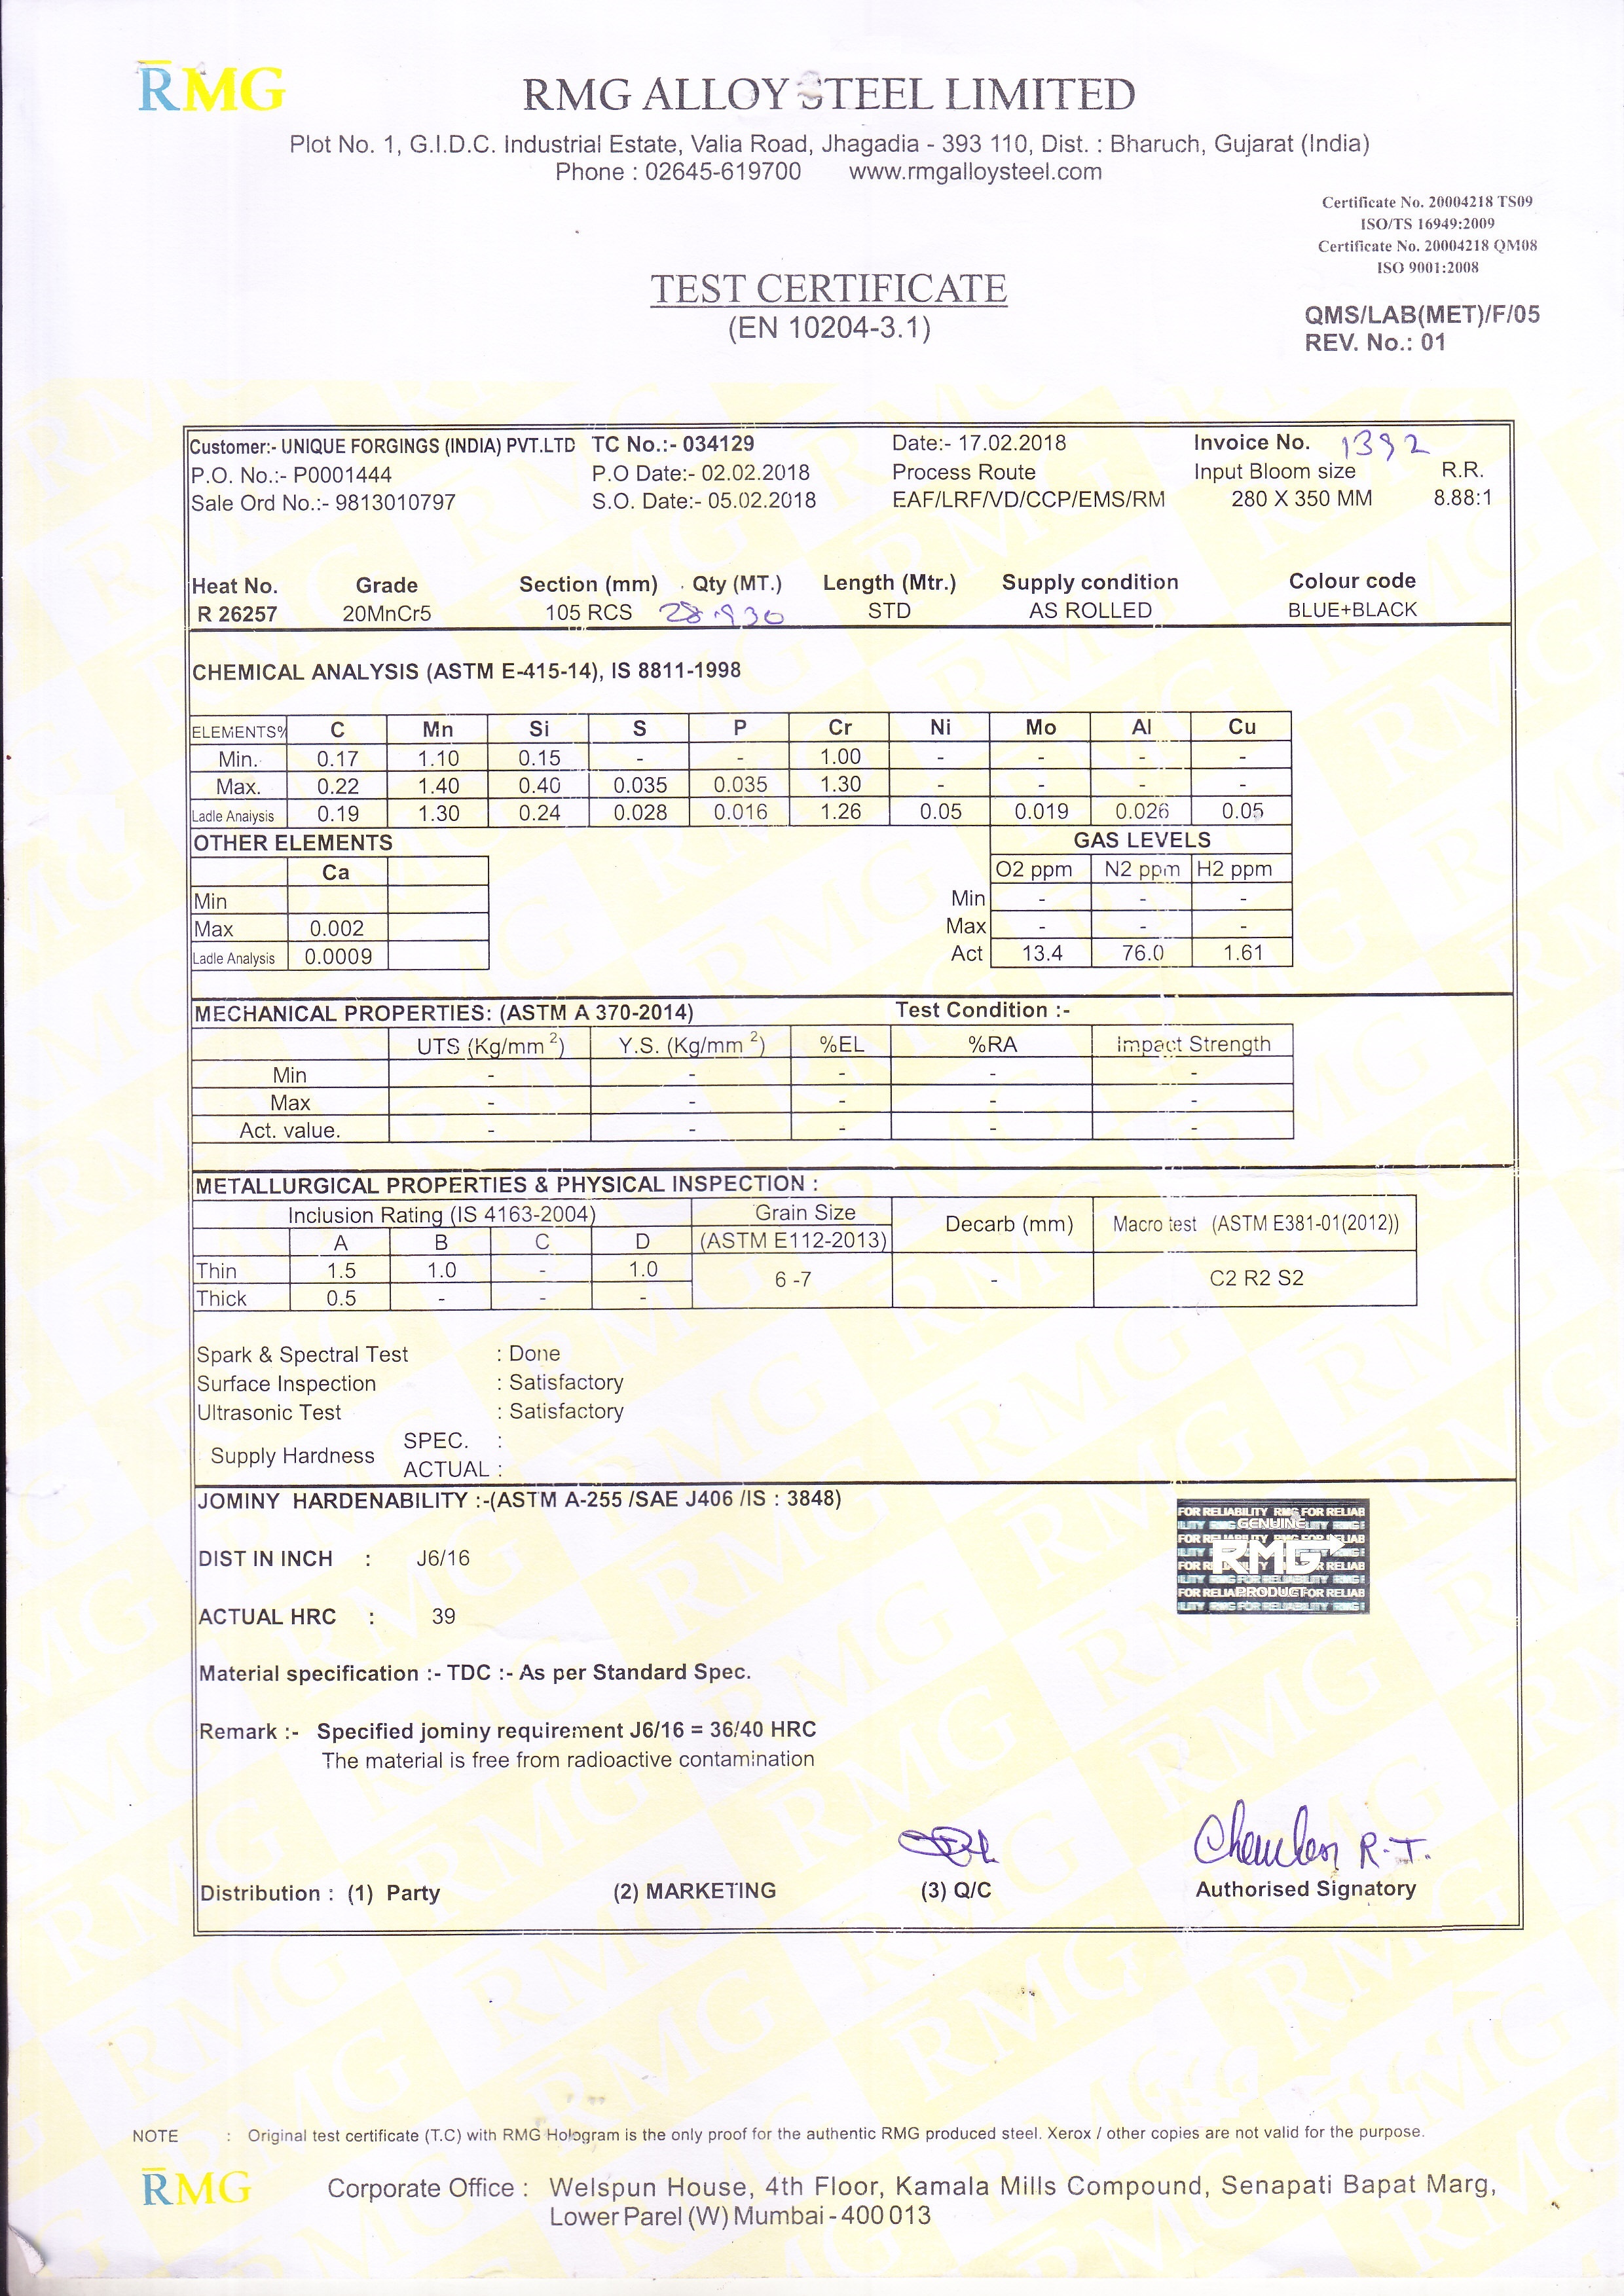 RMG
RMG ALLOY STEEL LIMITED
Plot No. 1, G.I.D.C. Industrial Estate, Valia Road, Jhagadia - 393 110, Dist. : Bharuch, Gujarat (India)
Phone : 02645-619700 www.rmgalloysteel.com
Certificate No. 20004218 TS09
ISO/TS 16949:2009
Certificate No. 20004218 QM08
ISO 9001:2008
TEST CERTIFICATE
(EN 10204-3.1)
QMS/LAB(MET)/F/05
REV. No.: 01
Customer:- UNIQUE FORGINGS (INDIA) PVT.LTD TC No.:- 034129 Date:- 17.02.2018 Invoice No. 1392
P.O. No.:- P0001444 P.O Date:- 02.02.2018 Process Route Input Bloom size R.R.
Sale Ord No.:- 9813010797 S.O. Date:- 05.02.2018 EAF/LRF/VD/CCP/EMS/RM 280 X 350 MM 8.88:1
Heat No. Grade Section (mm) Qty (MT.) Length (Mtr.) Supply condition Colour code
R 26257 20MnCr5 105 RCS 28.930 STD AS ROLLED BLUE+BLACK
CHEMICAL ANALYSIS (ASTM E-415-14), IS 8811-1998
ELEMENTS% C Mn Si S P Cr Ni Mo Al Cu
Min. 0.17 1.10 0.15 - - 1.00 - - - -
Max. 0.22 1.40 0.40 0.035 0.035 1.30 - - - -
Ladle Analysis 0.19 1.30 0.24 0.028 0.016 1.26 0.05 0.019 0.026 0.05
OTHER ELEMENTS GAS LEVELS
Ca O2 ppm N2 ppm H2 ppm
Min Min - - -
Max 0.002 Max - - -
Ladle Analysis 0.0009 Act 13.4 76.0 1.61
MECHANICAL PROPERTIES: (ASTM A 370-2014) Test Condition :-
UTS (Kg/mm 2) Y.S. (Kg/mm 2) %EL %RA Impact Strength
Min - - - - -
Max - - - - -
Act. value. - - - - -
METALLURGICAL PROPERTIES & PHYSICAL INSPECTION :
Inclusion Rating (IS 4163-2004) Grain Size Decarb (mm) Macro test (ASTM E381-01(2012))
A B C D (ASTM E112-2013)
Thin 1.5 1.0 - 1.0 6 -7 - C2 R2 S2
Thick 0.5 - - -
Spark & Spectral Test : Done
Surface Inspection : Satisfactory
Ultrasonic Test : Satisfactory
Supply Hardness SPEC. :
ACTUAL :
JOMINY HARDENABILITY :-(ASTM A-255 /SAE J406 /IS : 3848)
GENUINE
RMG
PRODUCT
DIST IN INCH : J6/16
ACTUAL HRC : 39
Material specification :- TDC :- As per Standard Spec.
Remark :- Specified jominy requirement J6/16 = 36/40 HRC
The material is free from radioactive contamination
R.T.
Distribution : (1) Party (2) MARKETING (3) Q/C Authorised Signatory
NOTE : Original test certificate (T.C) with RMG Hologram is the only proof for the authentic RMG produced steel. Xerox / other copies are not valid for the purpose.
RMG
Corporate Office : Welspun House, 4th Floor, Kamala Mills Compound, Senapati Bapat Marg,
Lower Parel (W) Mumbai - 400 013